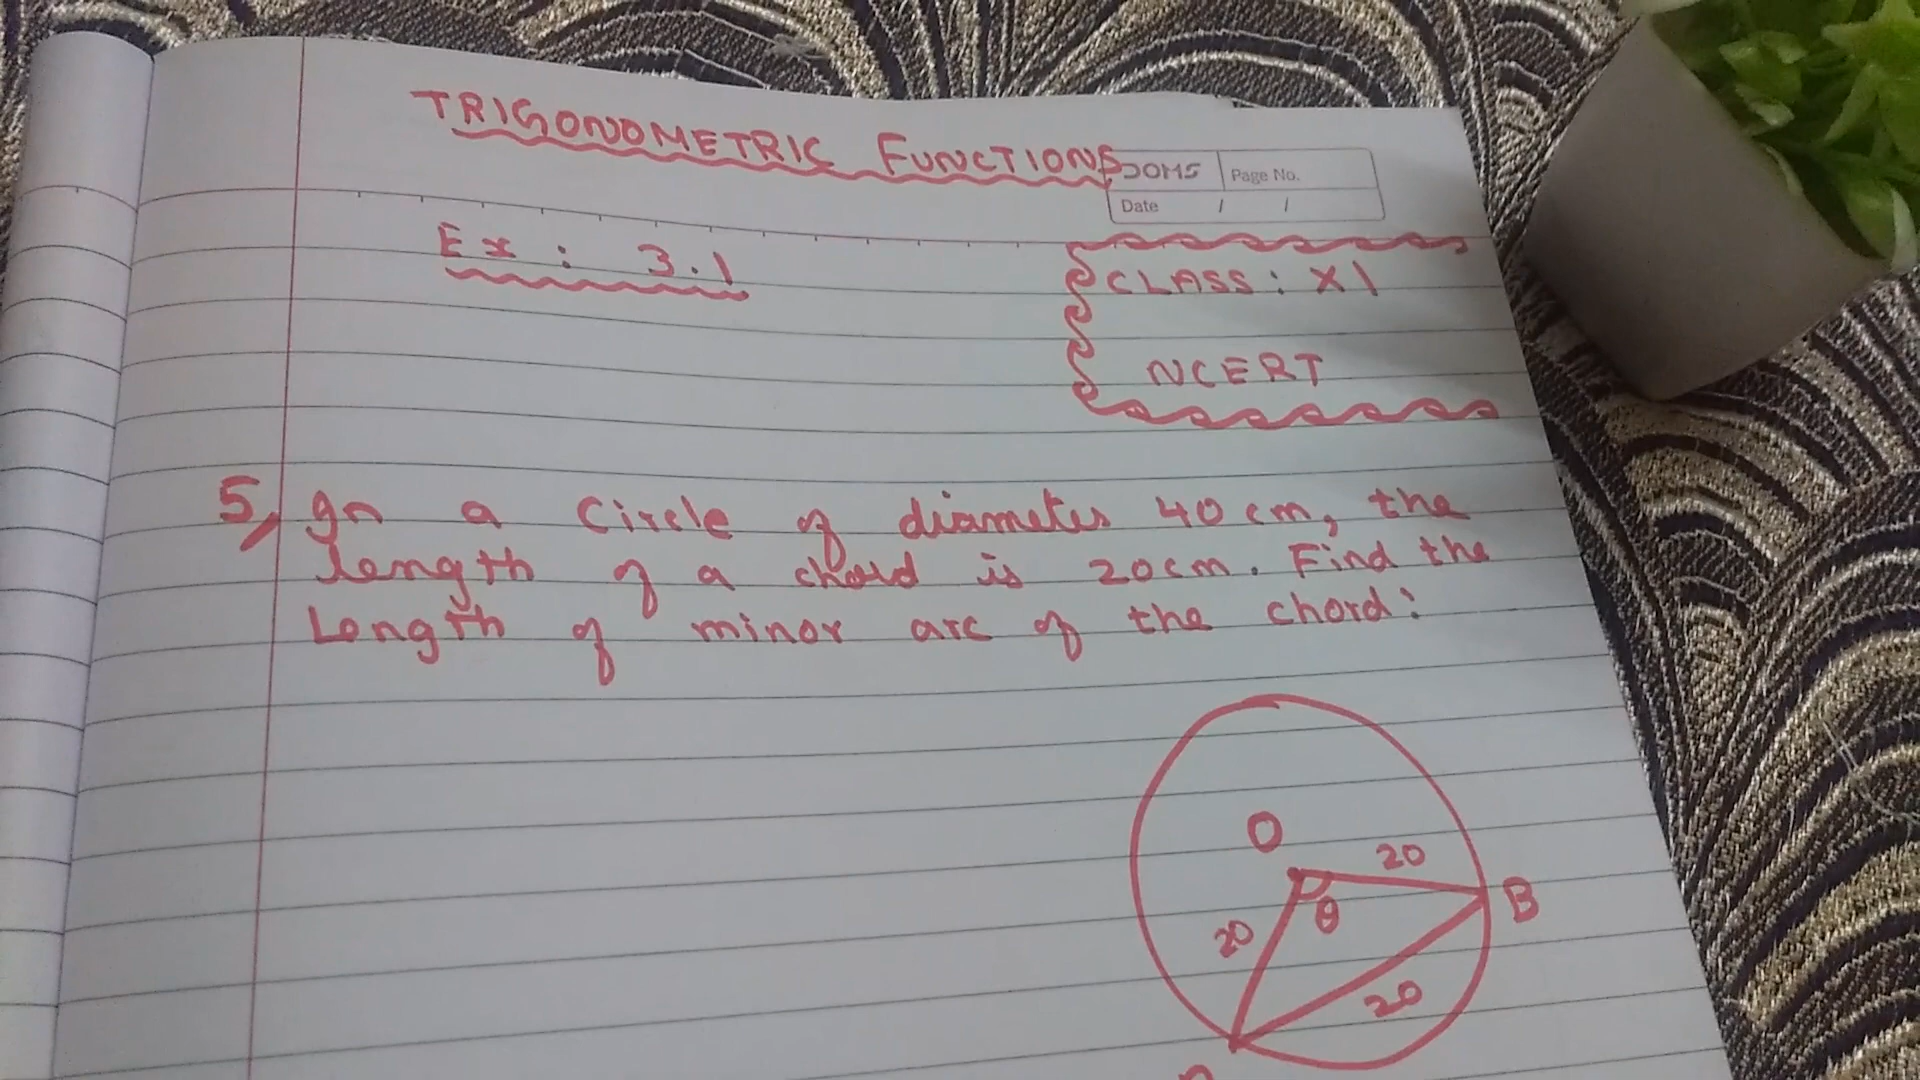 TRIGONOMETRIC FUNCTIONS
DOMS
Page No.
Date / /
Ex : 3.1
CLASS : XI
NCERT
5, In a Circle of diameter 40 cm, the
length of a chord is 20cm. Find the
Length of minor arc of the chord:
O
20
B
θ
20
20